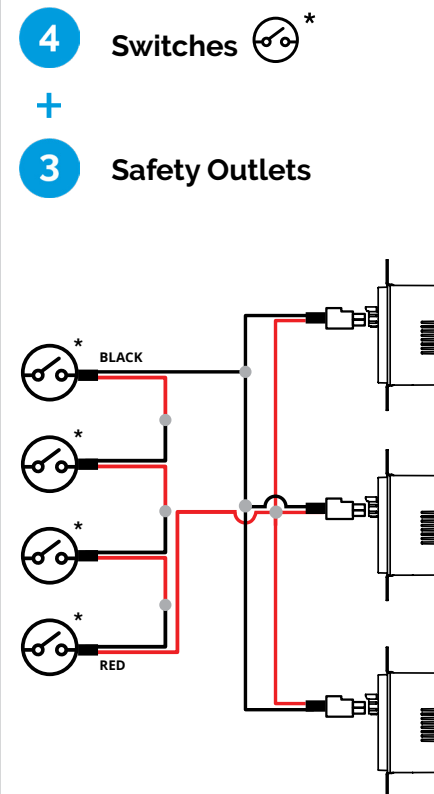 4 Switches *
+
3 Safety Outlets
* BLACK
*
*
*
RED